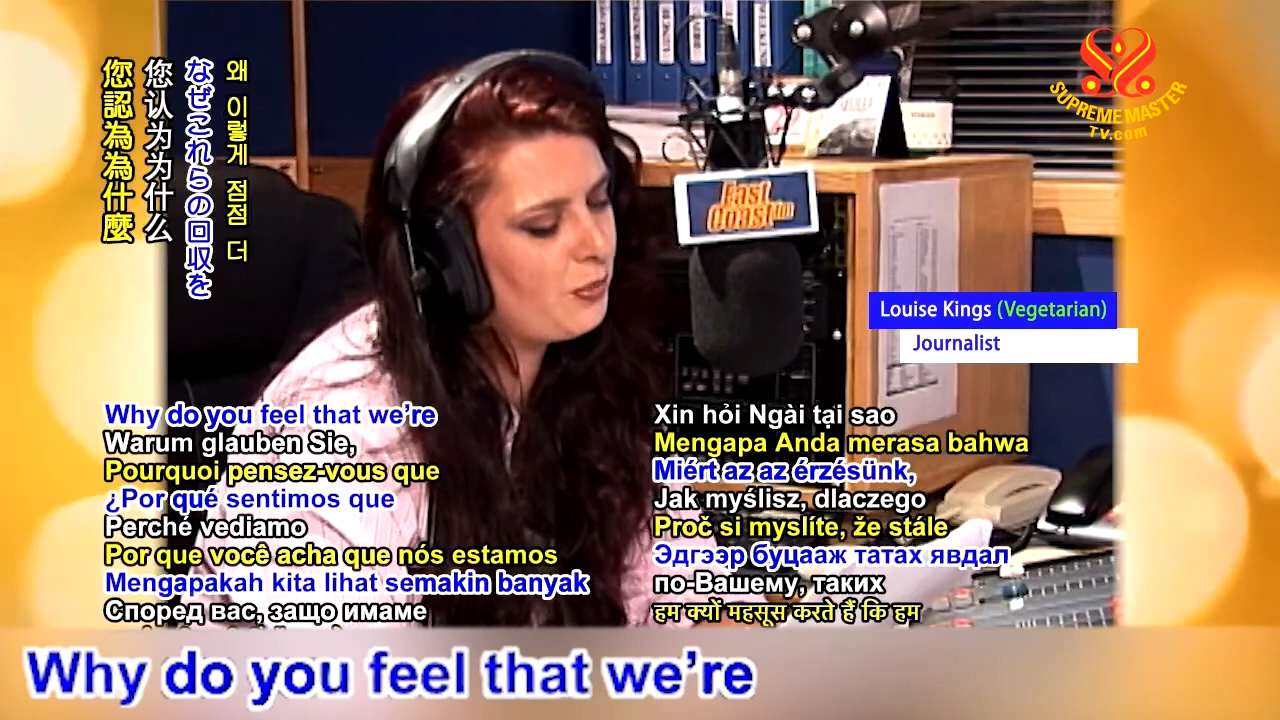 왜 이렇게 점점 더
なぜこれらの回収を
您认为为什么
您認為為什麼
SUPREME MASTER
TV.com
East
Coast fm
Louise Kings (Vegetarian)
Journalist
Why do you feel that we're
Warum glauben Sie,
Pourquoi pensez-vous que
¿Por qué sentimos que
Perché vediamo
Por que você acha que nós estamos
Mengapakah kita lihat semakin banyak
Според вас, защо имаме
Xin hỏi Ngài tại sao
Mengapa Anda merasa bahwa
Miért az az érzésünk,
Jak myślisz, dlaczego
Proč si myslíte, že stále
Эдгээр буцааж татах явдал
по-Вашему, таких
हम क्यों महसूस करते हैं कि हम
Why do you feel that we're